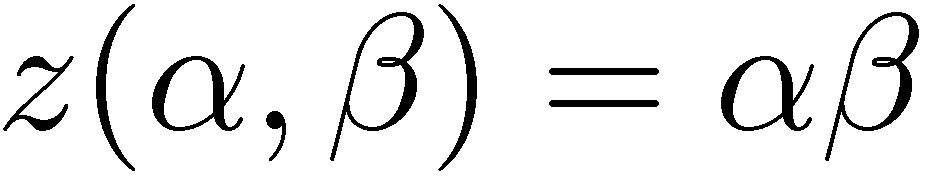 z(α, β) = αβ